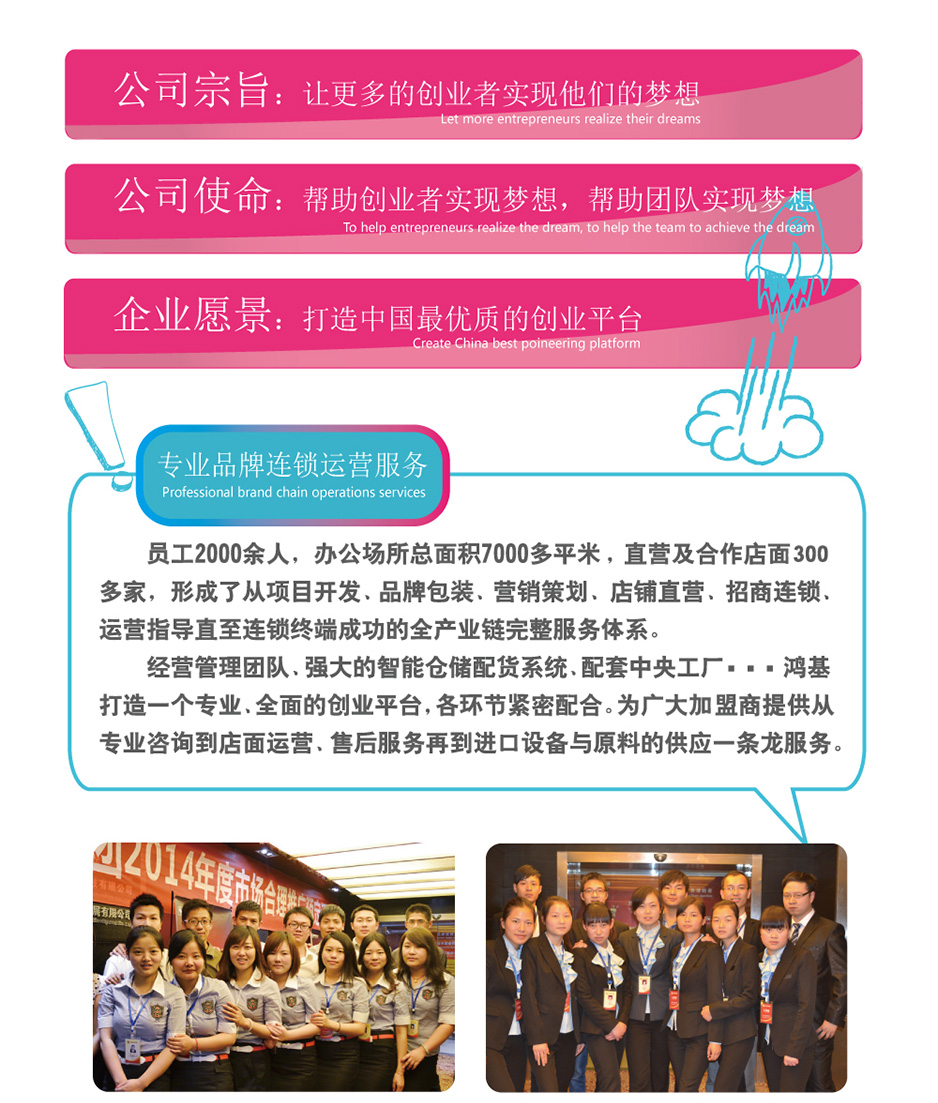 公司宗旨：让更多的创业者实现他们的梦想
Let more entrepreneurs realize their dreams
公司使命：帮助创业者实现梦想，帮助团队实现梦想
To help entrepreneurs realize the dream, to help the team to achieve the dream
企业愿景：打造中国最优质的创业平台
Create China best poineering platform
专业品牌连锁运营服务
Professional brand chain operations services
员工2000余人，办公场所总面积7000多平米，直营及合作店面300
多家，形成了从项目开发、品牌包装、营销策划、店铺直营、招商连锁、
运营指导直至连锁终端成功的全产业链完整服务体系。
经营管理团队、强大的智能仓储配货系统、配套中央工厂▪▪▪鸿基
打造一个专业、全面的创业平台，各环节紧密配合。为广大加盟商提供从
专业咨询到店面运营、售后服务再到进口设备与原料的供应一条龙服务。
团2014年度市场合理推广
展有限公司